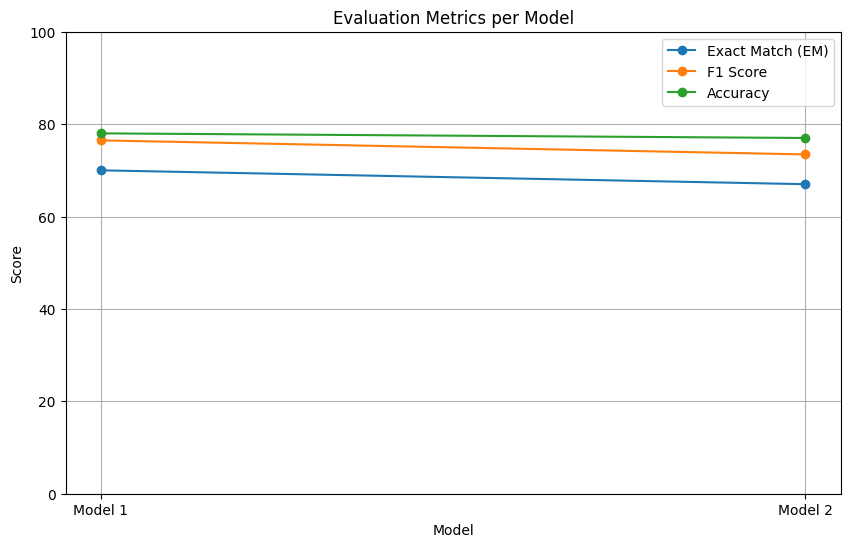 Evaluation Metrics per Model
100
80
60
40
20
0
Score
Exact Match (EM)
F1 Score
Accuracy
Model 1
Model 2
Model